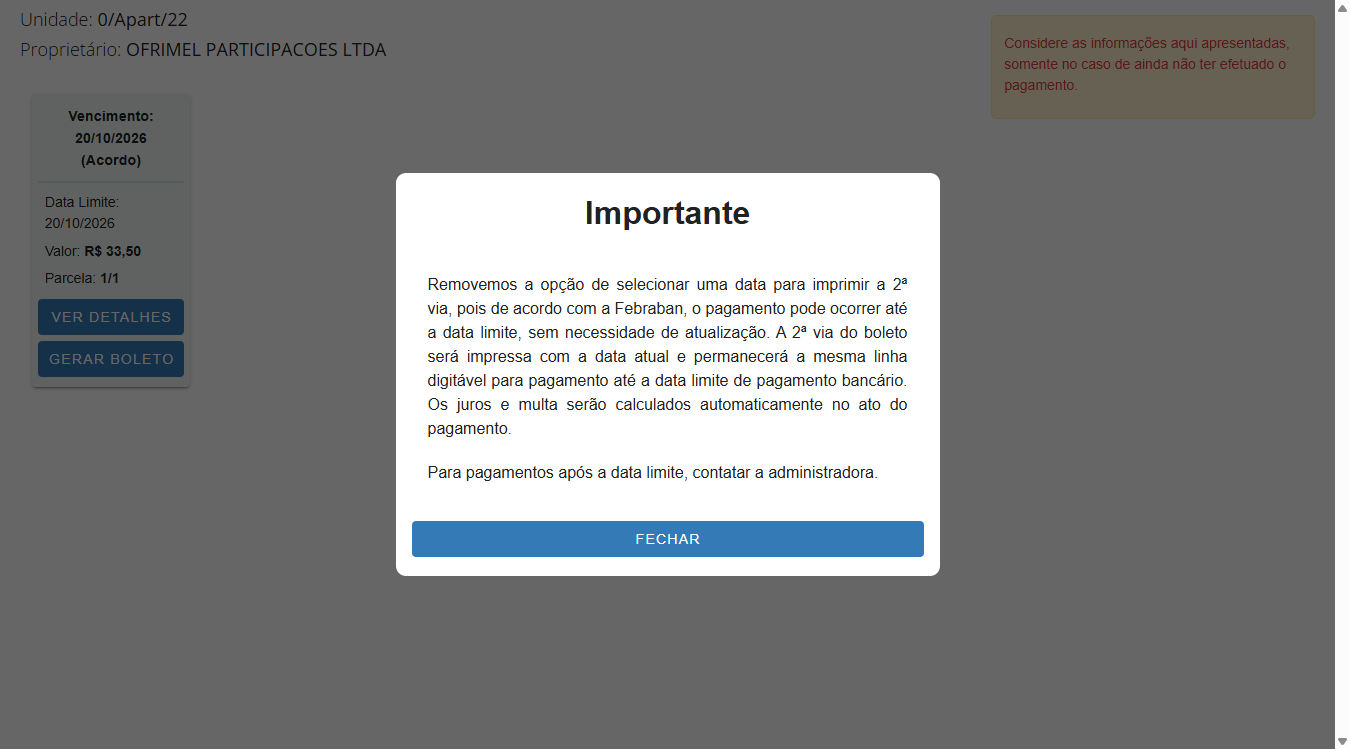 Unidade: 0/Apart/22
Proprietário: OFRIMEL PARTICIPACOES LTDA
Considere as informações aqui apresentadas,
somente no caso de ainda não ter efetuado o
pagamento.
Vencimento:
20/10/2026
(Acordo)
Data Limite:
20/10/2026
Valor: R$ 33,50
Parcela: 1/1
VER DETALHES
GERAR BOLETO
Importante
Removemos a opção de selecionar uma data para imprimir a 2ª
via, pois de acordo com a Febraban, o pagamento pode ocorrer até
a data limite, sem necessidade de atualização. A 2ª via do boleto
será impressa com a data atual e permanecerá a mesma linha
digitável para pagamento até a data limite de pagamento bancário.
Os juros e multa serão calculados automaticamente no ato do
pagamento.
Para pagamentos após a data limite, contatar a administradora.
FECHAR